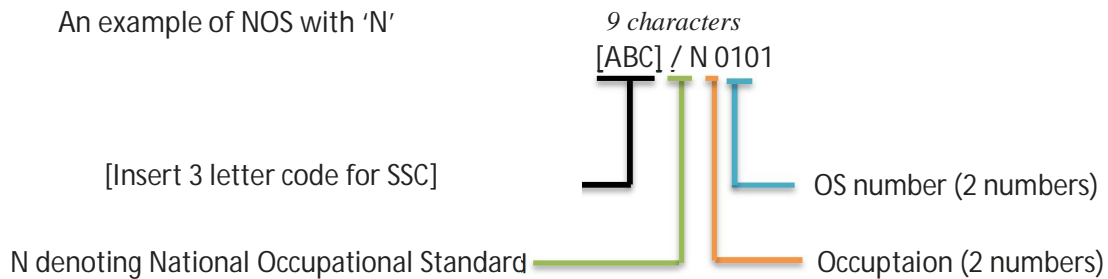 An example of NOS with ‘N’
9 characters
[ABC] / N 0101
[Insert 3 letter code for SSC]
OS number (2 numbers)
N denoting National Occupational Standard
Occuptaion (2 numbers)